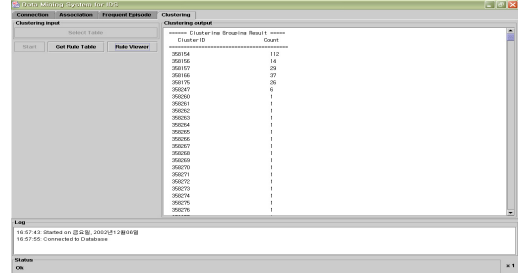 Data Mining System for IDS
Connection Association Frequent Episode Clustering
Clustering input
Select Table
Start Get Rule Table Rule Viewer
Clustering output
====== Clustering Grouping Result =====
ClusterID Count
358154 112
358156 14
358157 29
358166 37
358175 26
358247 6
358260 1
358261 1
358262 1
358263 1
358264 1
358265 1
358266 1
358267 1
358268 1
358269 1
358270 1
358271 1
358272 1
358273 1
358274 1
358275 1
358276 1
Log
16:57:43: Started on 금요일, 2002년12월06일
16:57:55: Connected to Database
Status
Ok
× 1